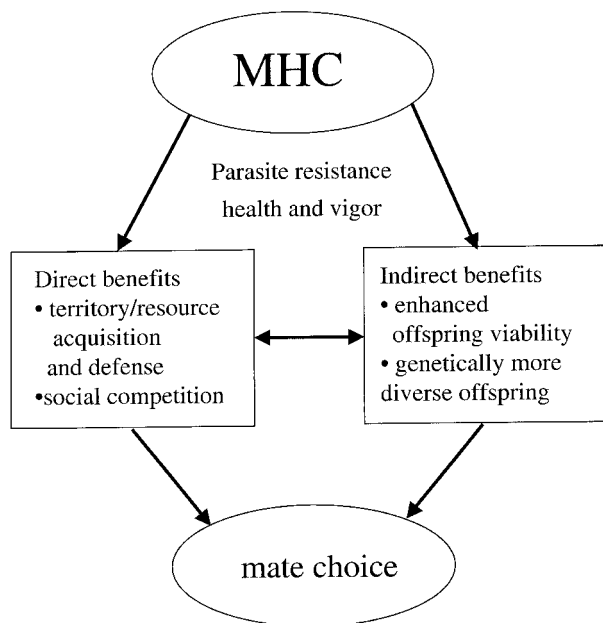 MHC
Parasite resistance
health and vigor
Direct benefits
• territory/resource
acquisition
and defense
•social competition
Indirect benefits
• enhanced
offspring viability
• genetically more
diverse offspring
mate choice